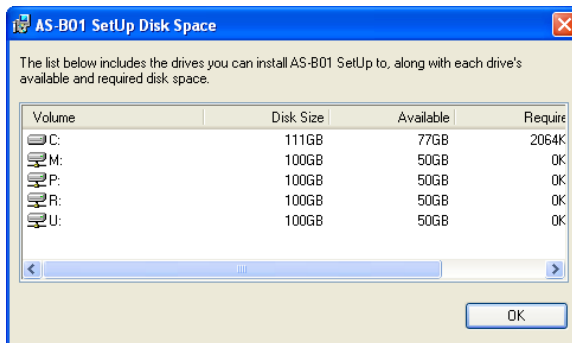 AS-B01 SetUp Disk Space
The list below includes the drives you can install AS-B01 SetUp to, along with each drive's
available and required disk space.
Volume Disk Size Available Require
C: 111GB 77GB 2064K
M: 100GB 50GB 0K
P: 100GB 50GB 0K
R: 100GB 50GB 0K
U: 100GB 50GB 0K
OK